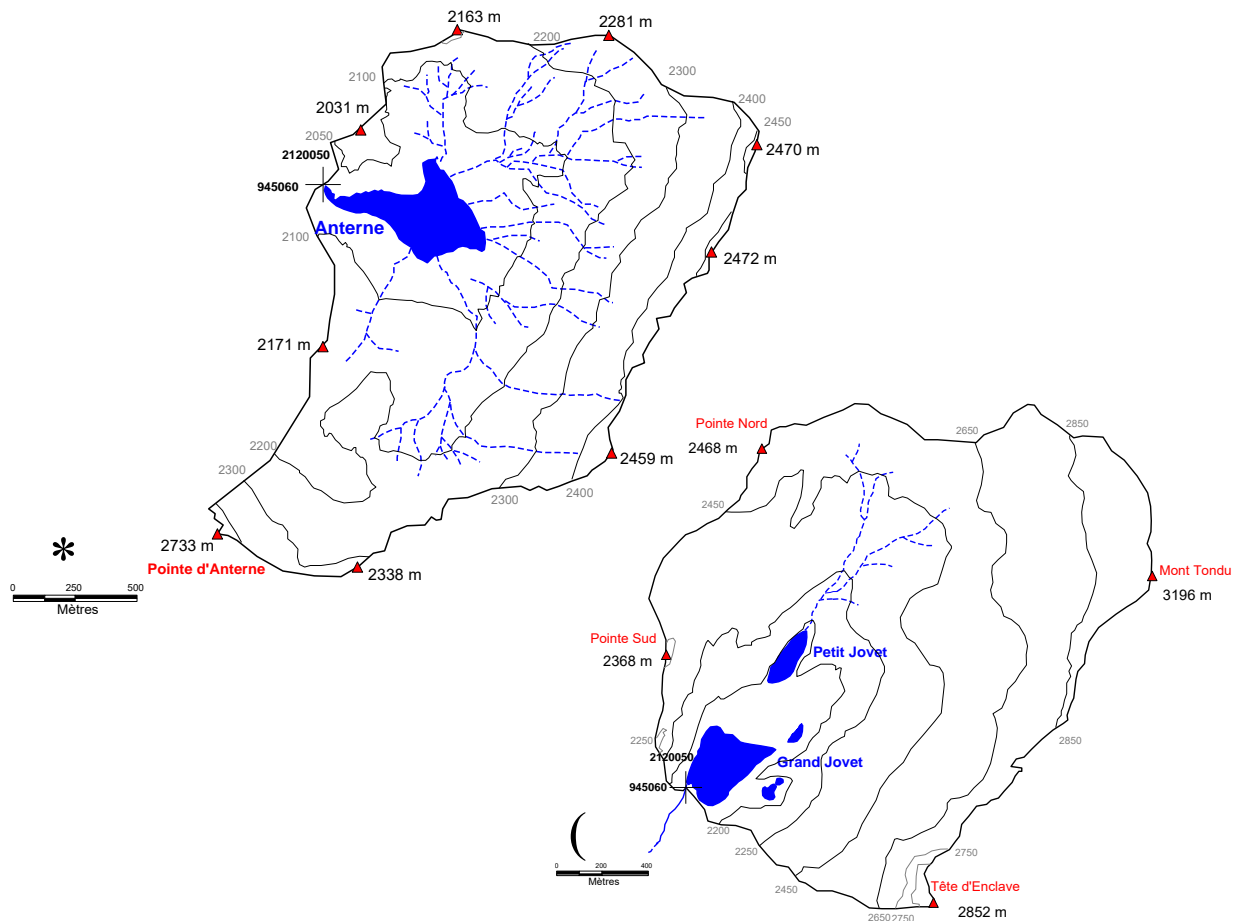 2163 m
2281 m
2200
2300
2100
2400
2031 m
2450
2050
2470 m
2120050
945060
Anterne
2100
2472 m
2171 m
2200
2459 m
2300
2400
2300
2733 m
Pointe d'Anterne
2338 m
*
0 250 500
Mètres
Pointe Nord
2468 m
2650
2850
2450
Mont Tondu
3196 m
Pointe Sud
2368 m
Petit Jovet
2250
2850
2120050
Grand Jovet
945060
2200
2250
(
0 200 400
Mètres
2450
2750
Tête d'Enclave
2852 m
2650
2750